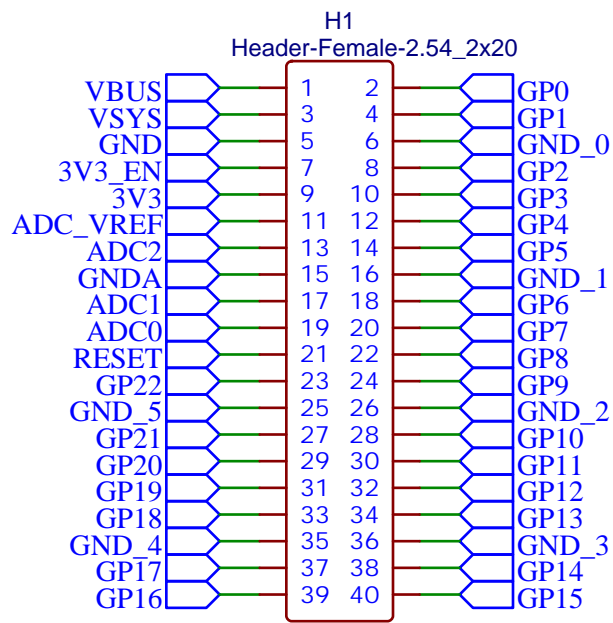 H1
Header-Female-2.54_2x20
VBUS 1 2 GP0
VSYS 3 4 GP1
GND 5 6 GND_0
3V3_EN 7 8 GP2
3V3 9 10 GP3
ADC_VREF 11 12 GP4
ADC2 13 14 GP5
GNDA 15 16 GND_1
ADC1 17 18 GP6
ADC0 19 20 GP7
RESET 21 22 GP8
GP22 23 24 GP9
GND_5 25 26 GND_2
GP21 27 28 GP10
GP20 29 30 GP11
GP19 31 32 GP12
GP18 33 34 GP13
GND_4 35 36 GND_3
GP17 37 38 GP14
GP16 39 40 GP15